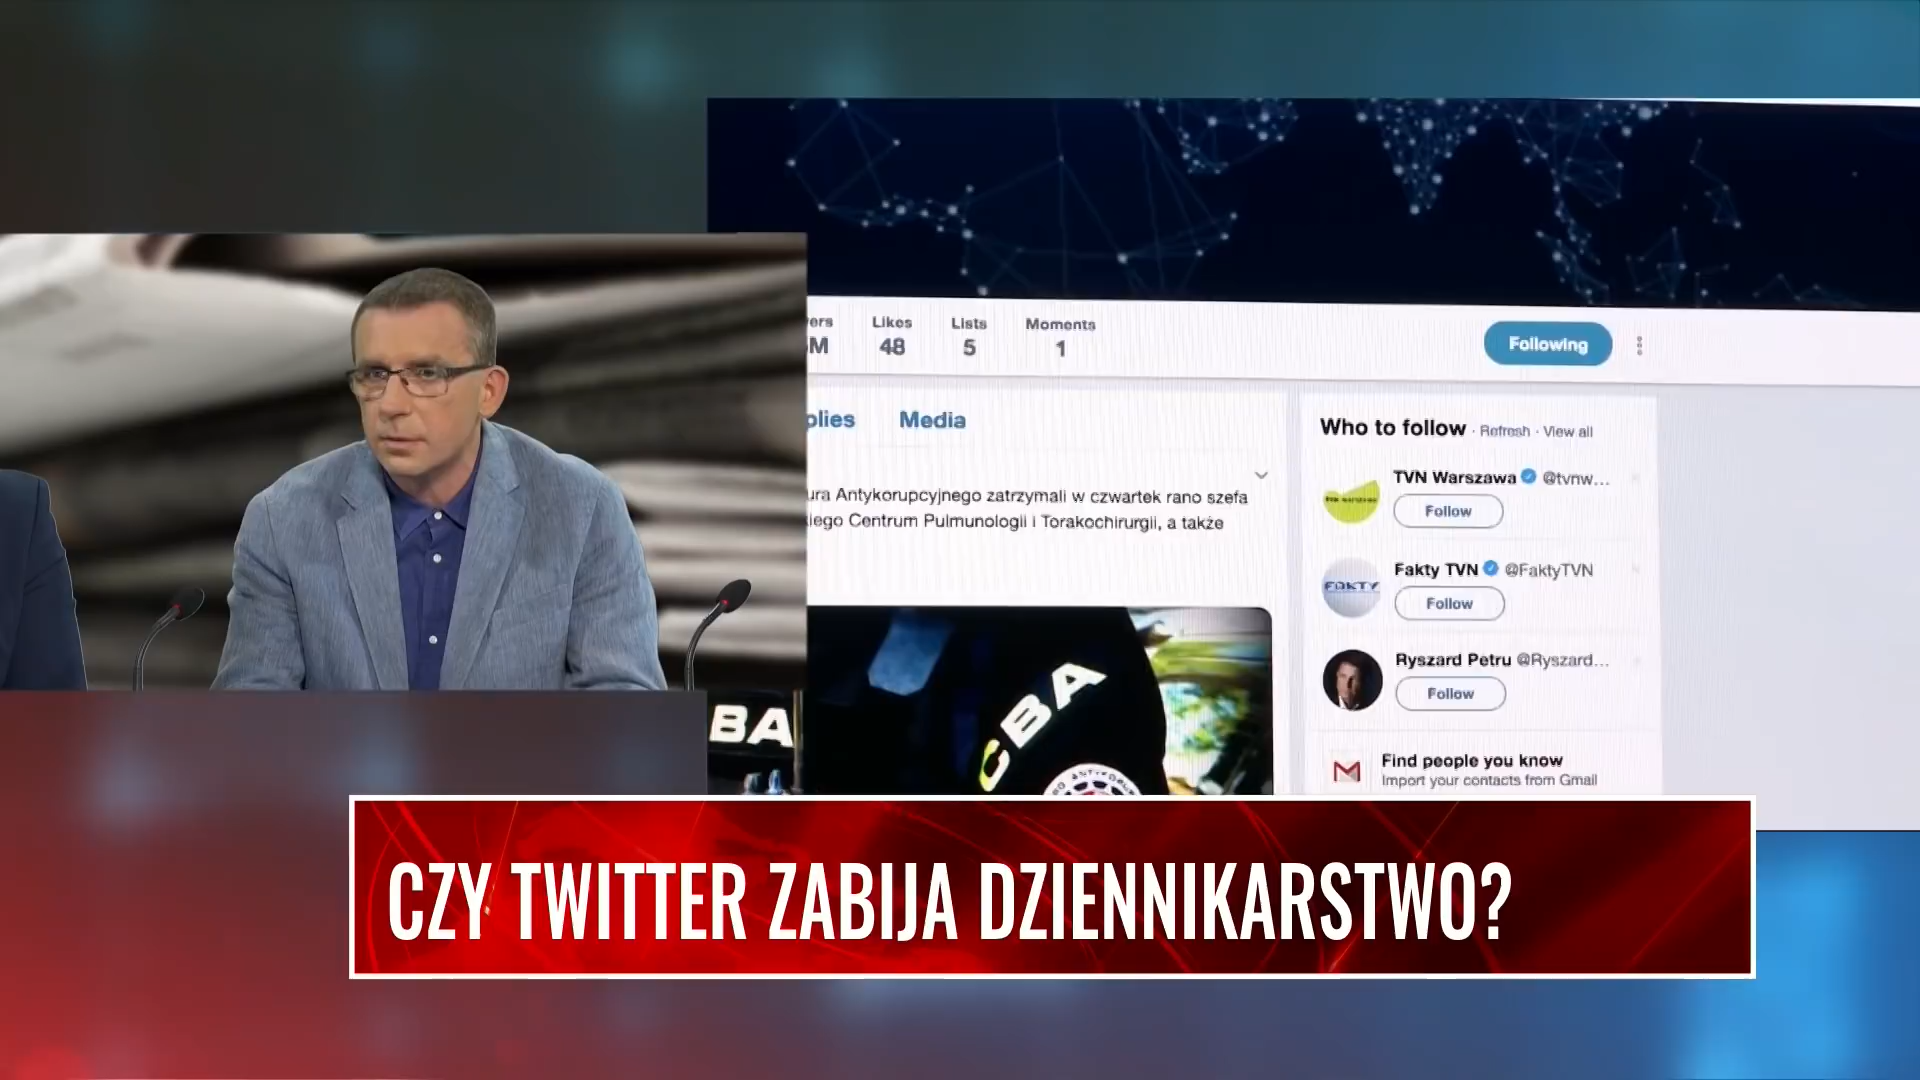 ers
Likes
Lists
Moments
M
48
5
1
Following
plies
Media
Who to follow · Refresh · View all
TVN Warszawa @tvnw...
Follow
ura Antykorupcyjnego zatrzymali w czwartek rano szefa
iego Centrum Pulmunologii i Torakochirurgii, a także
Fakty TVN @FaktyTVN
Follow
FAKTY
Ryszard Petru @Ryszard...
Follow
BA
CBA
Find people you know
Import your contacts from Gmail
CZY TWITTER ZABIJA DZIENNIKARSTWO?